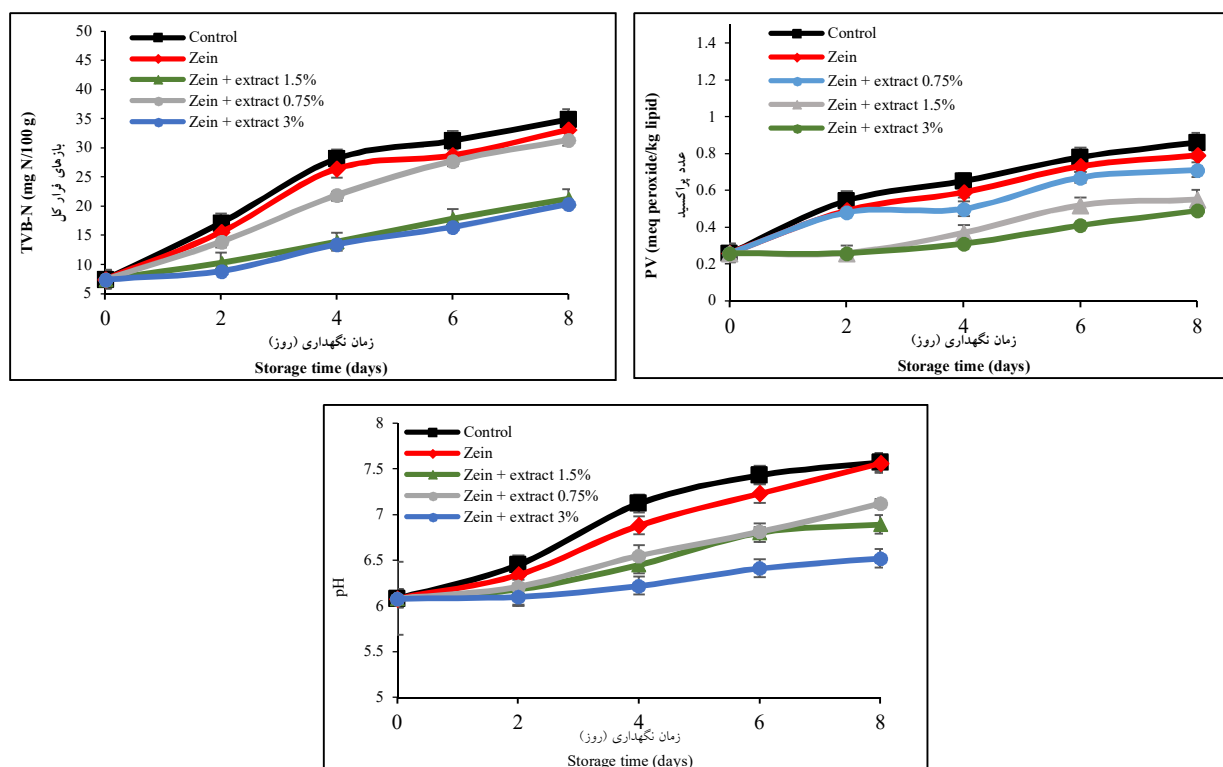 50
45
40
35
30
25
20
15
10
5
TVB-N (mg N/100 g)
بازهای فرار کل
Control
Zein
Zein + extract 1.5%
Zein + extract 0.75%
Zein + extract 3%
0 2 4 6 8
زمان نگهداری (روز)
Storage time (days)
1.4
1.2
1
0.8
0.6
0.4
0.2
0
PV (meq peroxide/kg lipid)
عدد پراکسید
Control
Zein
Zein + extract 0.75%
Zein + extract 1.5%
Zein + extract 3%
0 2 4 6 8
زمان نگهداری (روز)
Storage time (days)
8
7.5
7
6.5
6
5.5
5
pH
Control
Zein
Zein + extract 1.5%
Zein + extract 0.75%
Zein + extract 3%
0 2 4 6 8
زمان نگهداری (روز)
Storage time (days)